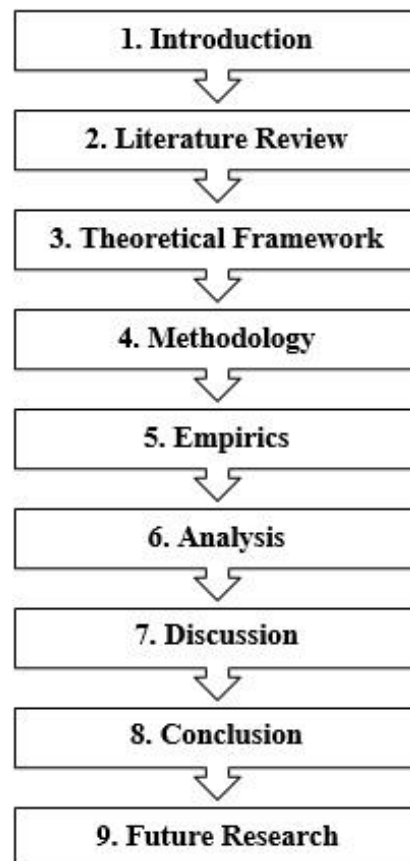 1. Introduction
2. Literature Review
3. Theoretical Framework
4. Methodology
5. Empirics
6. Analysis
7. Discussion
8. Conclusion
9. Future Research